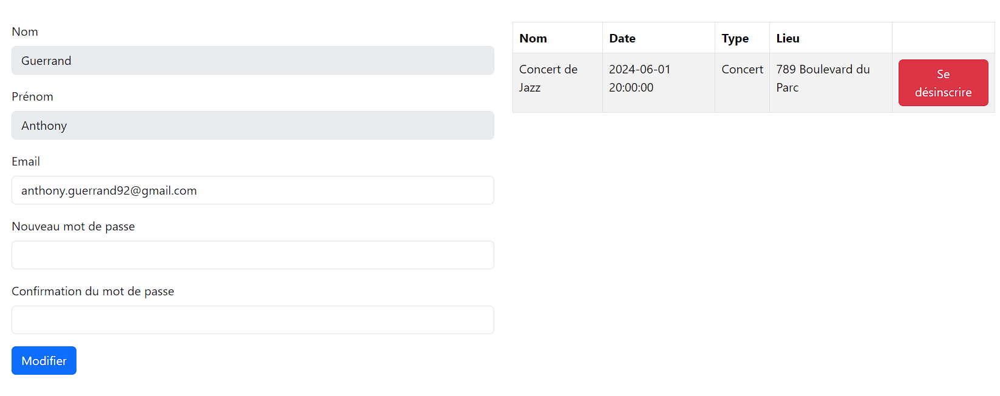 Nom
Guerrand
Prénom
Anthony
Email
anthony.guerrand92@gmail.com
Nouveau mot de passe
Confirmation du mot de passe
Modifier
Nom Date Type Lieu
Concert de 2024-06-01 Concert 789 Boulevard du Se
Jazz 20:00:00 Parc désinscrire